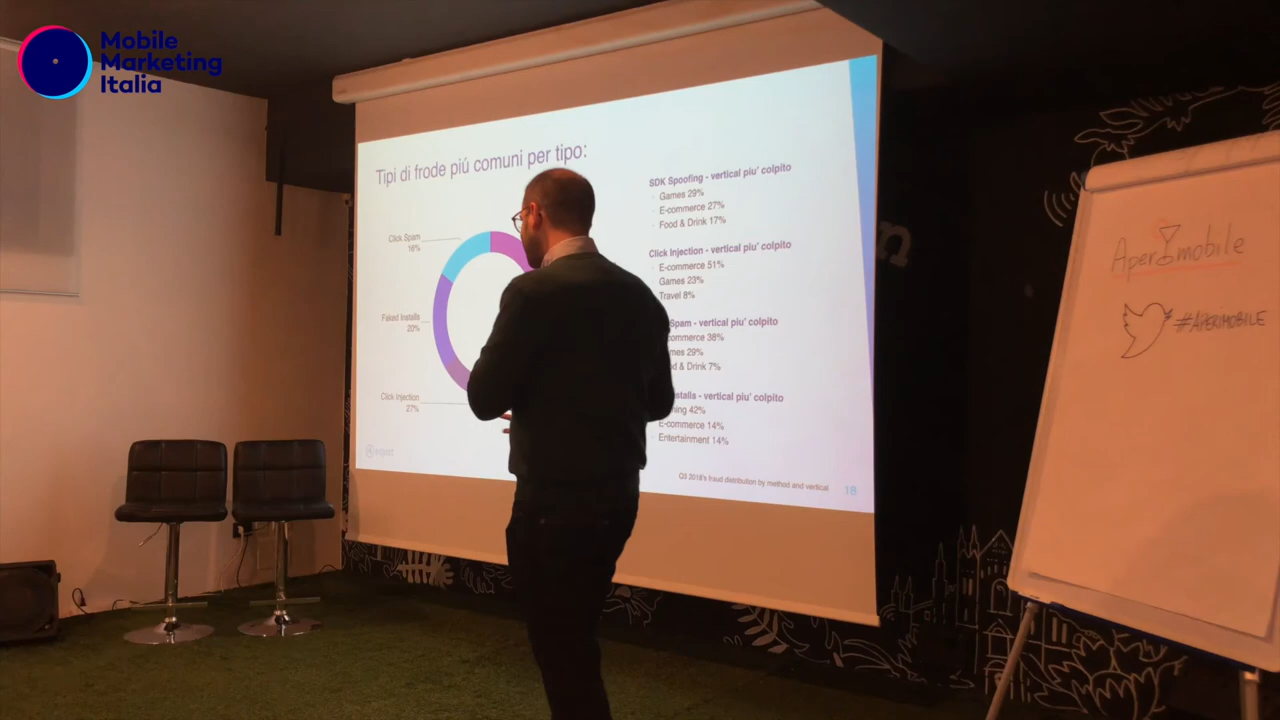 Mobile
Marketing
Italia
Tipi di frode piú comuni per tipo:
Click Spam
16%
Faked Installs
20%
Click Injection
27%
SDK Spoofing - vertical piu' colpito
Games 29%
E-commerce 27%
Food & Drink 17%
Click Injection - vertical piu' colpito
E-commerce 51%
Games 23%
Travel 8%
Spam - vertical piu' colpito
ommerce 38%
mes 29%
d & Drink 7%
stalls - vertical piu' colpito
ning 42%
E-commerce 14%
Entertainment 14%
Q3 2018's fraud distribution by method and vertical
18
n
Aperimobile
#APERIMOBILE